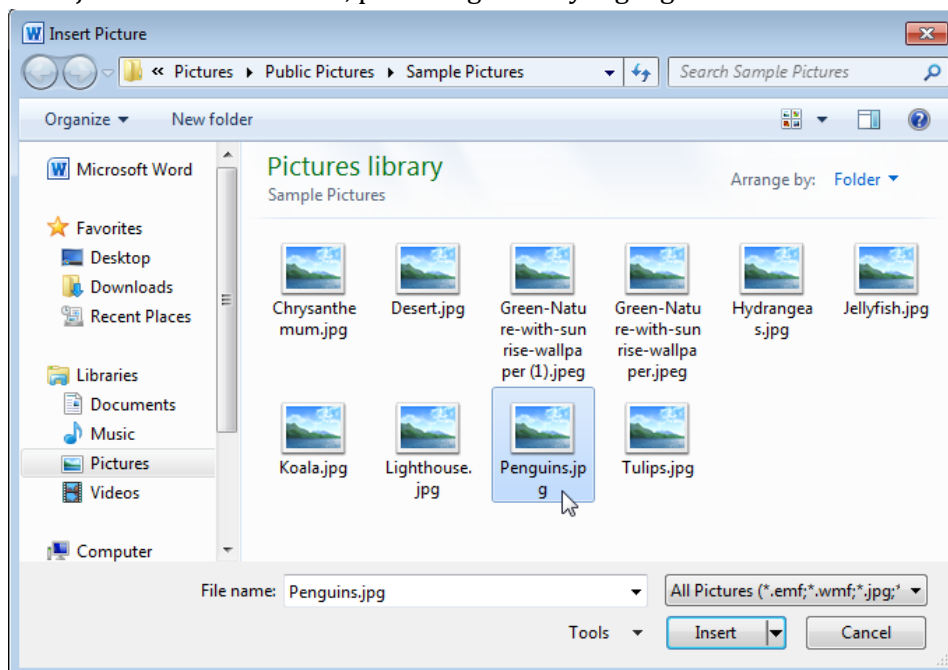 Insert Picture
« Pictures ▸ Public Pictures ▸ Sample Pictures
Search Sample Pictures
Organize
New folder
Microsoft Word
Favorites
Desktop
Downloads
Recent Places
Libraries
Documents
Music
Pictures
Videos
Computer
Pictures library
Sample Pictures
Arrange by: Folder
Chrysanthe
mum.jpg
Desert.jpg
Green-Natu
re-with-sun
rise-wallpa
per (1).jpeg
Green-Natu
re-with-sun
rise-wallpa
per.jpeg
Hydrangea
s.jpg
Jellyfish.jpg
Koala.jpg
Lighthouse.
jpg
Penguins.jp
g
Tulips.jpg
File name: Penguins.jpg
All Pictures (*.emf;*.wmf;*.jpg;*
Tools
Insert
Cancel